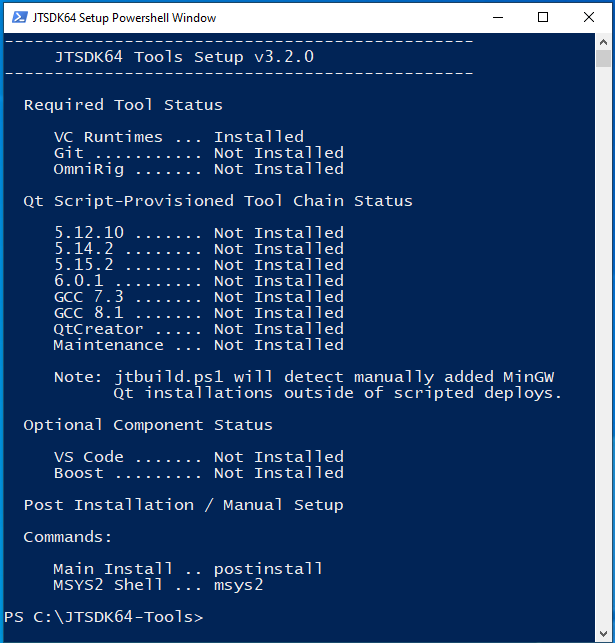 JTSDK64 Setup Powershell Window
-----------------------------------------------
JTSDK64 Tools Setup v3.2.0
-----------------------------------------------
Required Tool Status
VC Runtimes ... Installed
Git ........... Not Installed
OmniRig ....... Not Installed
Qt Script-Provisioned Tool Chain Status
5.12.10 ....... Not Installed
5.14.2 ........ Not Installed
5.15.2 ........ Not Installed
6.0.1 ......... Not Installed
GCC 7.3 ....... Not Installed
GCC 8.1 ....... Not Installed
QtCreator ..... Not Installed
Maintenance ... Not Installed
Note: jtbuild.ps1 will detect manually added MinGW
Qt installations outside of scripted deploys.
Optional Component Status
VS Code ....... Not Installed
Boost ......... Not Installed
Post Installation / Manual Setup
Commands:
Main Install .. postinstall
MSYS2 Shell ... msys2
PS C:\JTSDK64-Tools>